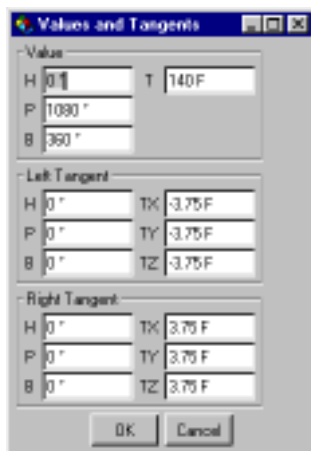 Values and Tangents
Value
H T 140 F
P 1080 °
B 360 °
Left Tangent
H 0 ° TX -3.75 F
P 0 ° TY -3.75 F
B 0 ° TZ -3.75 F
Right Tangent
H 0 ° TX 3.75 F
P 0 ° TY 3.75 F
B 0 ° TZ 3.75 F
OK Cancel